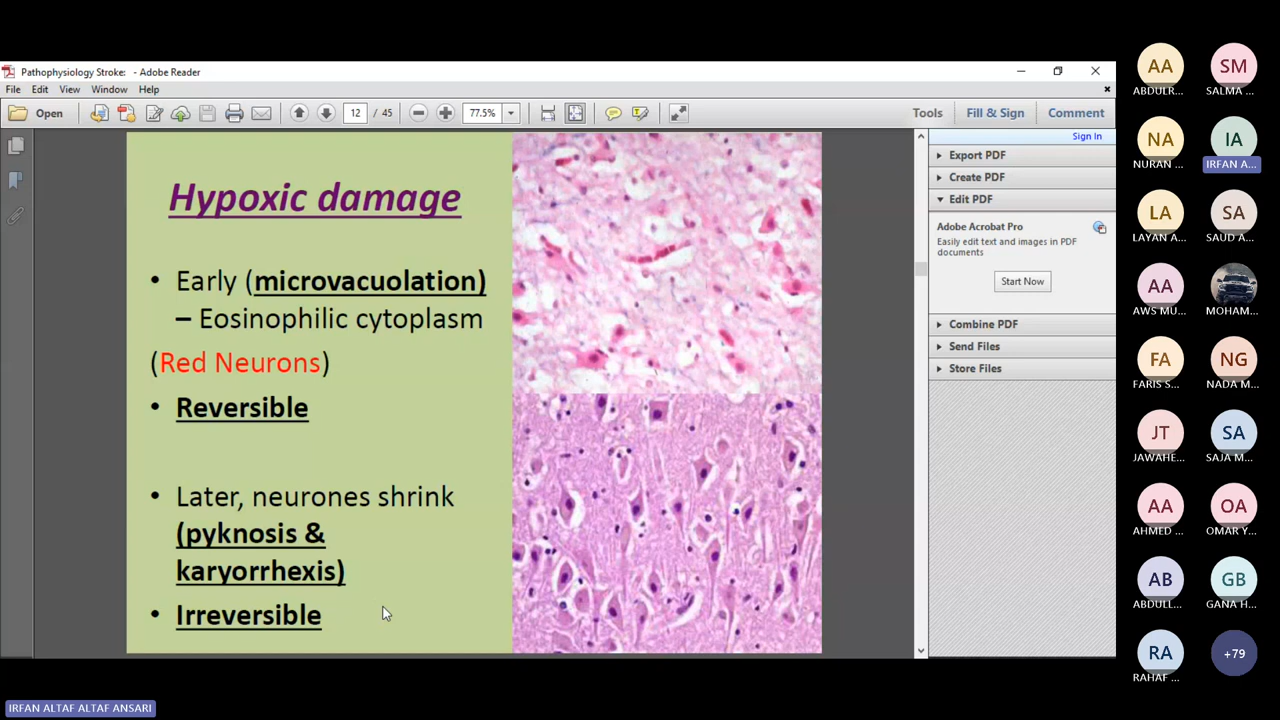 Pathophysiology Stroke: - Adobe Reader
File Edit View Window Help
Open
12 / 45
77.5%
Tools
Fill & Sign
Comment
Sign In
Export PDF
Create PDF
Edit PDF
Adobe Acrobat Pro
Easily edit text and images in PDF
documents
Start Now
Combine PDF
Send Files
Store Files
Hypoxic damage
• Early (microvacuolation)
– Eosinophilic cytoplasm
(Red Neurons)
• Reversible
• Later, neurones shrink
(pyknosis &
karyorrhexis)
• Irreversible
AA SM
ABDULR... SALMA ...
NA IA
NURAN ... IRFAN A...
LA SA
LAYAN A... SAUD A...
AA
AWS MU... MOHAM...
FA NG
FARIS S... NADA M...
JT SA
JAWAHE... SAJA M...
AA OA
AHMED ... OMAR Y...
AB GB
ABDULL... GANA H...
RA +79
RAHAF ...
IRFAN ALTAF ALTAF ANSARI